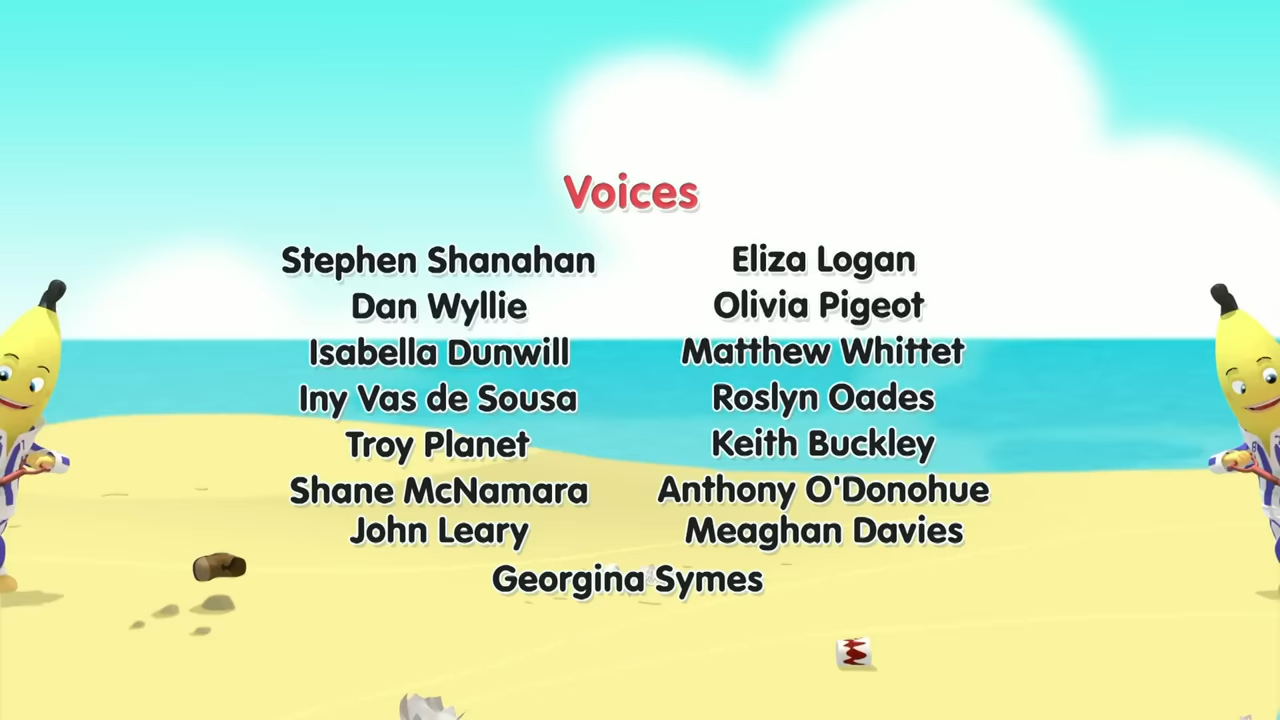 Voices
Stephen Shanahan
Eliza Logan
Dan Wyllie
Olivia Pigeot
Isabella Dunwill
Matthew Whittet
Iny Vas de Sousa
Roslyn Oades
Troy Planet
Keith Buckley
Shane McNamara
Anthony O'Donohue
John Leary
Meaghan Davies
Georgina Symes